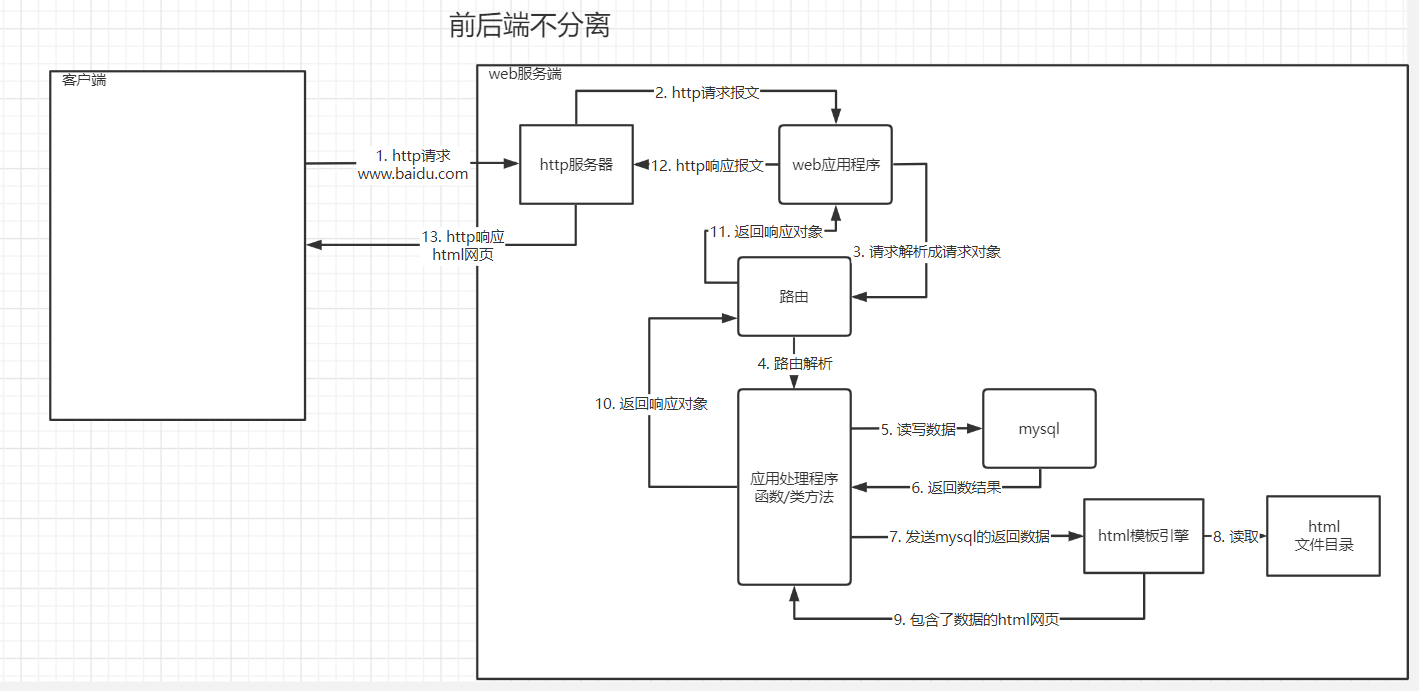 前后端不分离
客户端
web服务端
2. http请求报文
1. http请求
www.baidu.com
http服务器
12. http响应报文
web应用程序
13. http响应
html网页
11. 返回响应对象
3. 请求解析成请求对象
路由
4. 路由解析
10. 返回响应对象
5. 读写数据
mysql
应用处理程序
函数/类方法
6. 返回数结果
7. 发送mysql的返回数据
html模板引擎
8. 读取
html
文件目录
9. 包含了数据的html网页